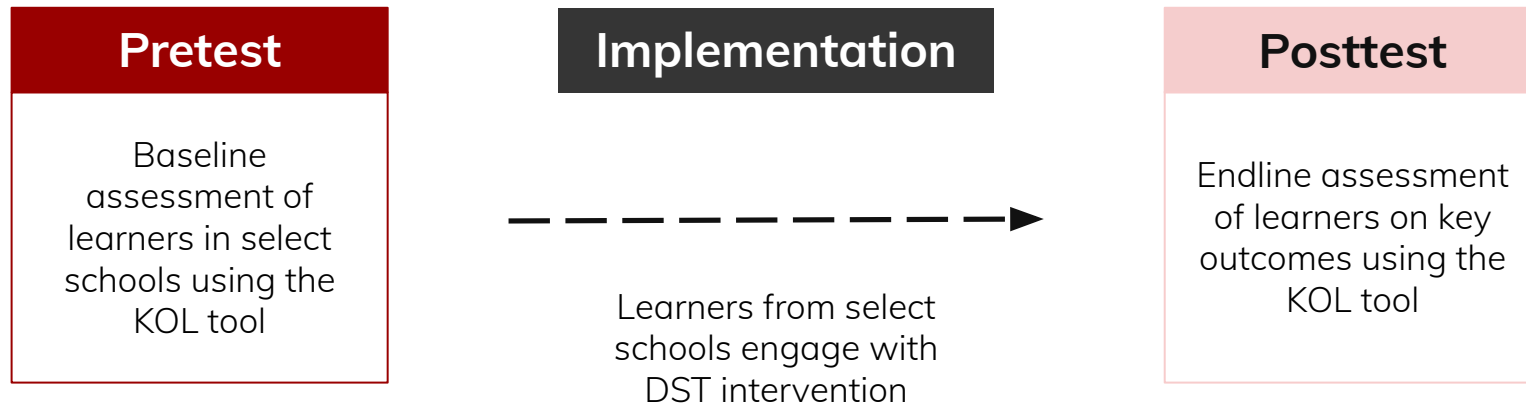 Pretest
Baseline
assessment of
learners in select
schools using the
KOL tool
Implementation
Learners from select
schools engage with
DST intervention
Posttest
Endline assessment
of learners on key
outcomes using the
KOL tool